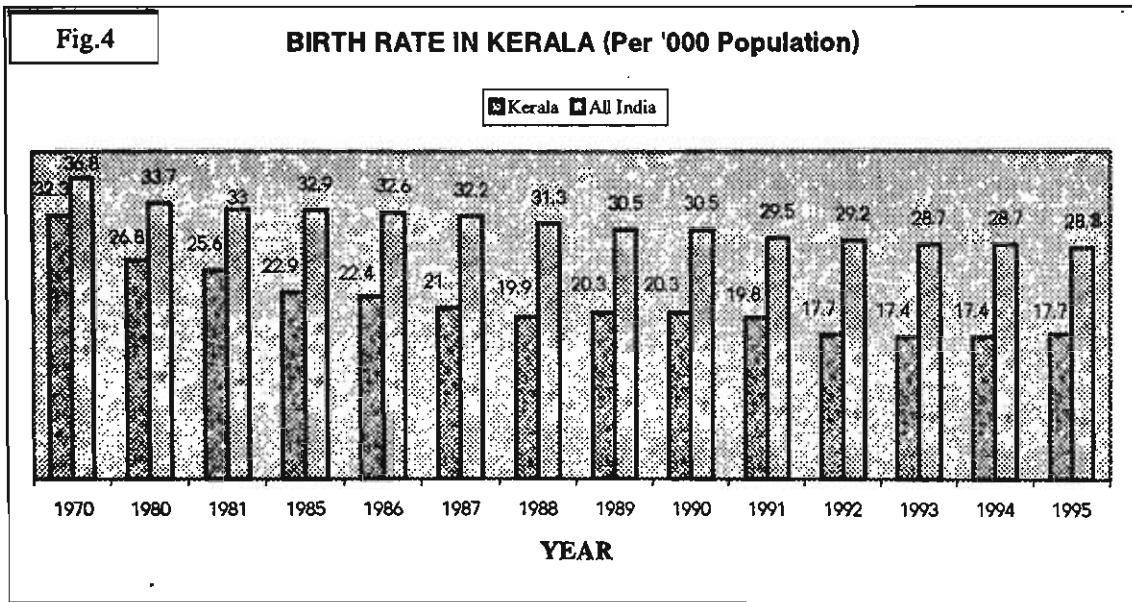 Fig.4
BIRTH RATE IN KERALA (Per '000 Population)
Kerala All India
32.3 36.8 26.8 33.7 25.6 33 22.9 32.9 22.4 32.6 21 32.2 19.9 31.3 20.3 30.5 20.3 30.5 19.8 29.5 17.7 29.2 17.4 28.7 17.4 28.7 17.7
1970 1980 1981 1985 1986 1987 1988 1989 1990 1991 1992 1993 1994 1995
YEAR